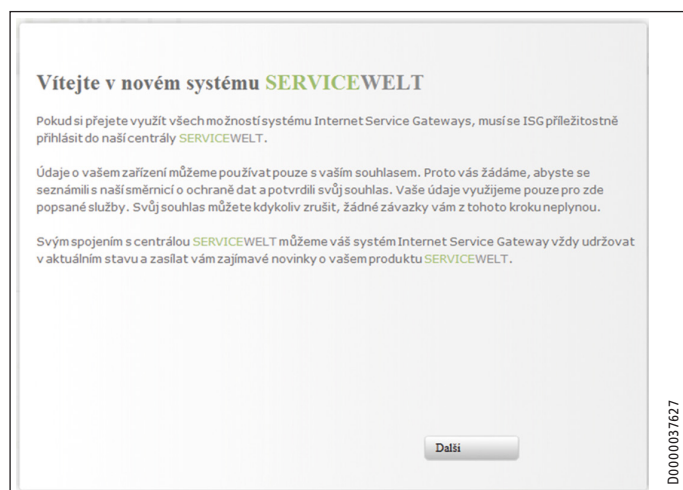 Vítejte v novém systému SERVICEWELT
Pokud si přejete využít všech možností systému Internet Service Gateways, musí se ISG příležitostně
přihlásit do naší centrály SERVICEWELT.
Údaje o vašem zařízení můžeme používat pouze s vaším souhlasem. Proto vás žádáme, abyste se
seznámili s naší směrnicí o ochraně dat a potvrdili svůj souhlas. Vaše údaje využijeme pouze pro zde
popsané služby. Svůj souhlas můžete kdykoliv zrušit, žádné závazky vám z tohoto kroku neplynou.
Svým spojením s centrálou SERVICEWELT můžeme váš systém Internet Service Gateway vždy udržovat
v aktuálním stavu a zasílat vám zajímavé novinky o vašem produktu SERVICEWELT.
Další
D0000037627